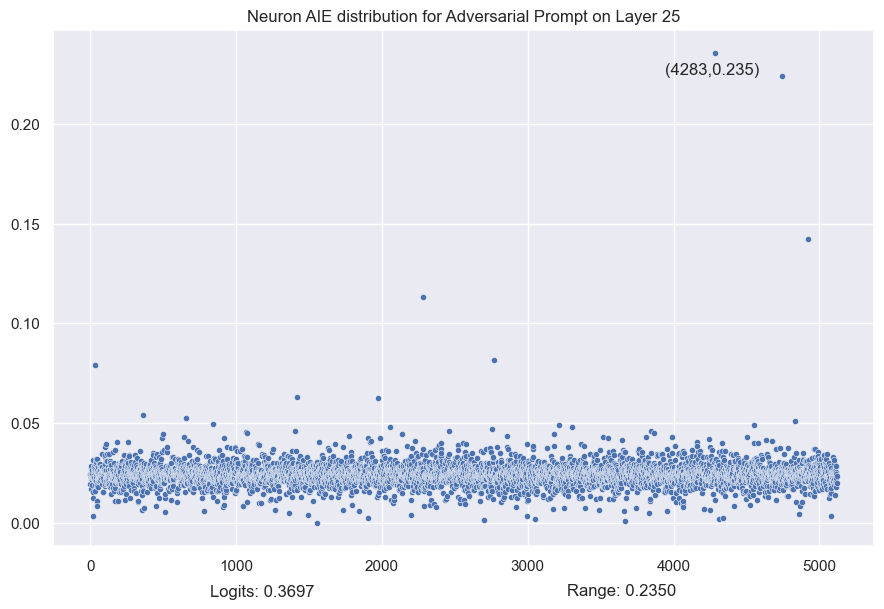 Neuron AIE distribution for Adversarial Prompt on Layer 25
(4283,0.235)
0.20
0.15
0.10
0.05
0.00
0 1000 2000 3000 4000 5000
Logits: 0.3697 Range: 0.2350